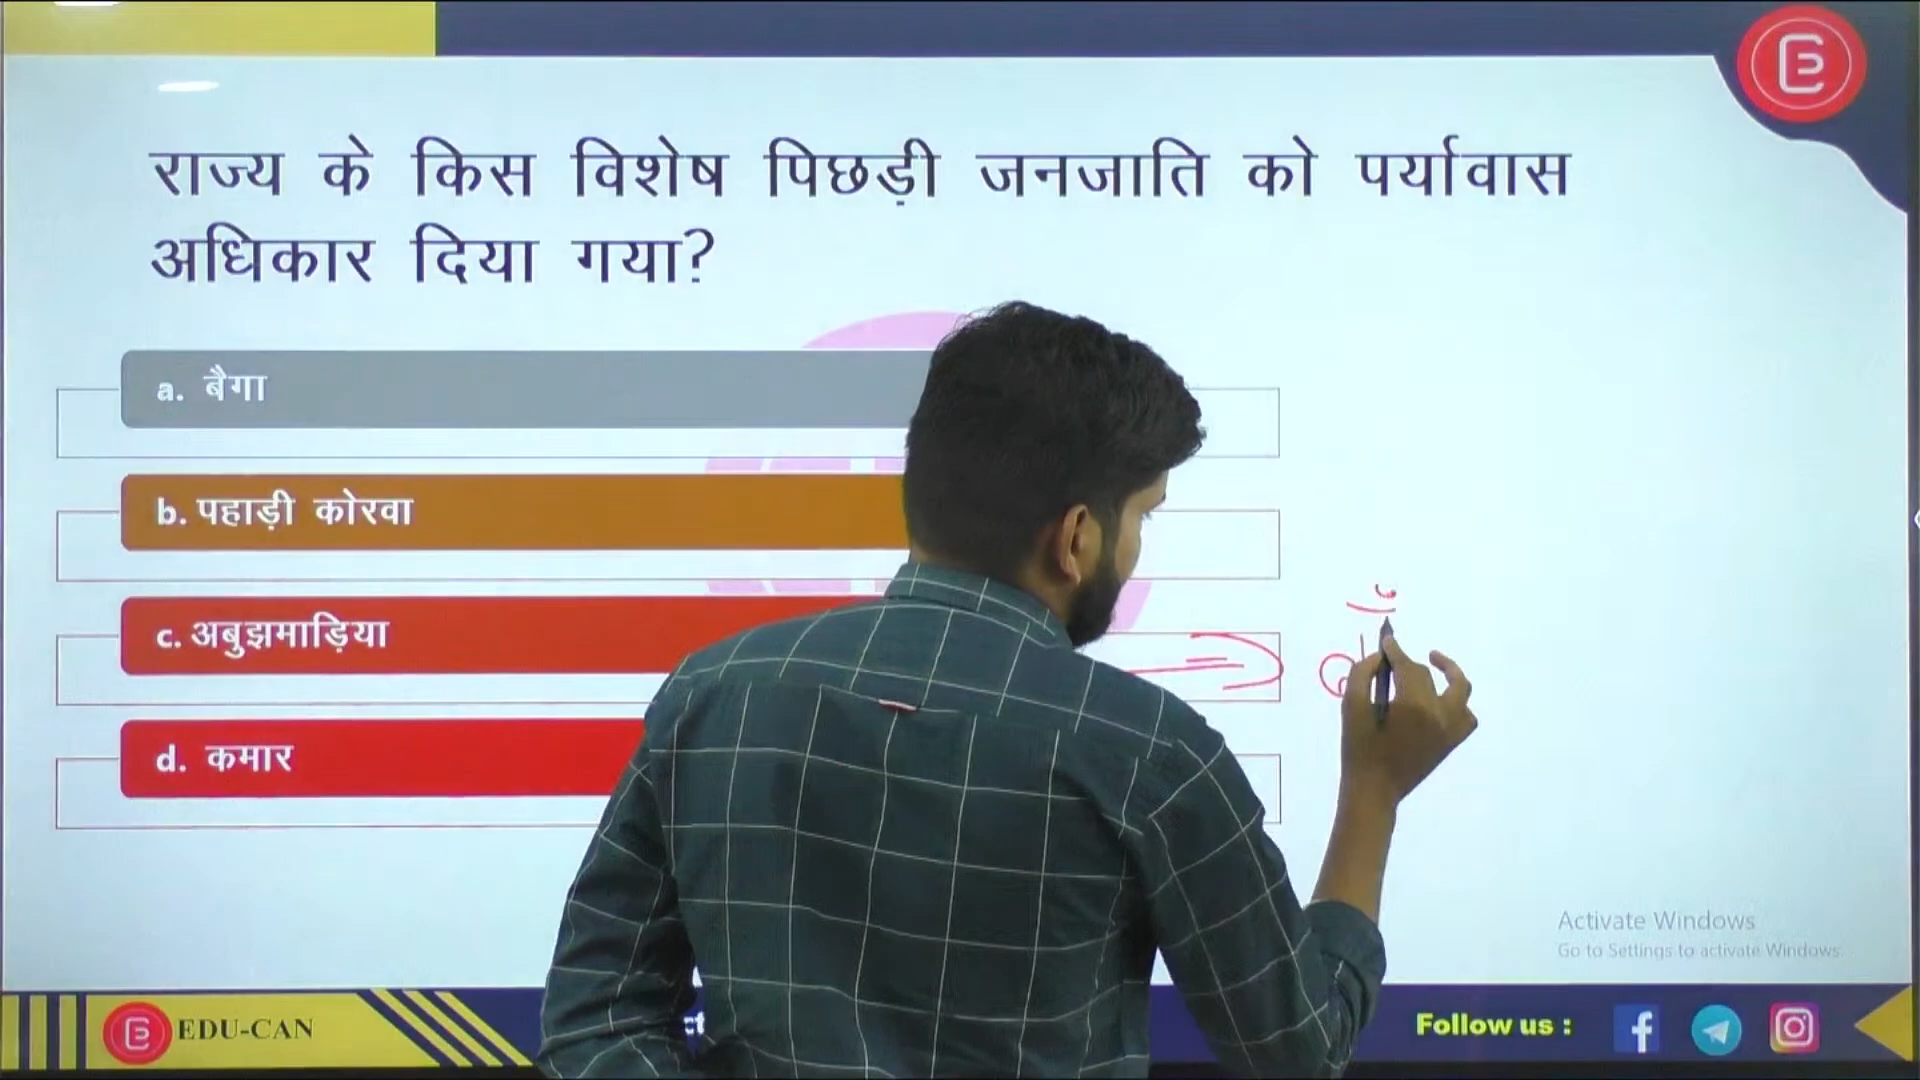 राज्य के किस विशेष पिछड़ी जनजाति को पर्यावास
अधिकार दिया गया?
a. बैगा
b. पहाड़ी कोरवा
c. अबुझमाड़िया
d. कमार
Activate Windows
Go to Settings to activate Windows.
EDU-CAN
Follow us :